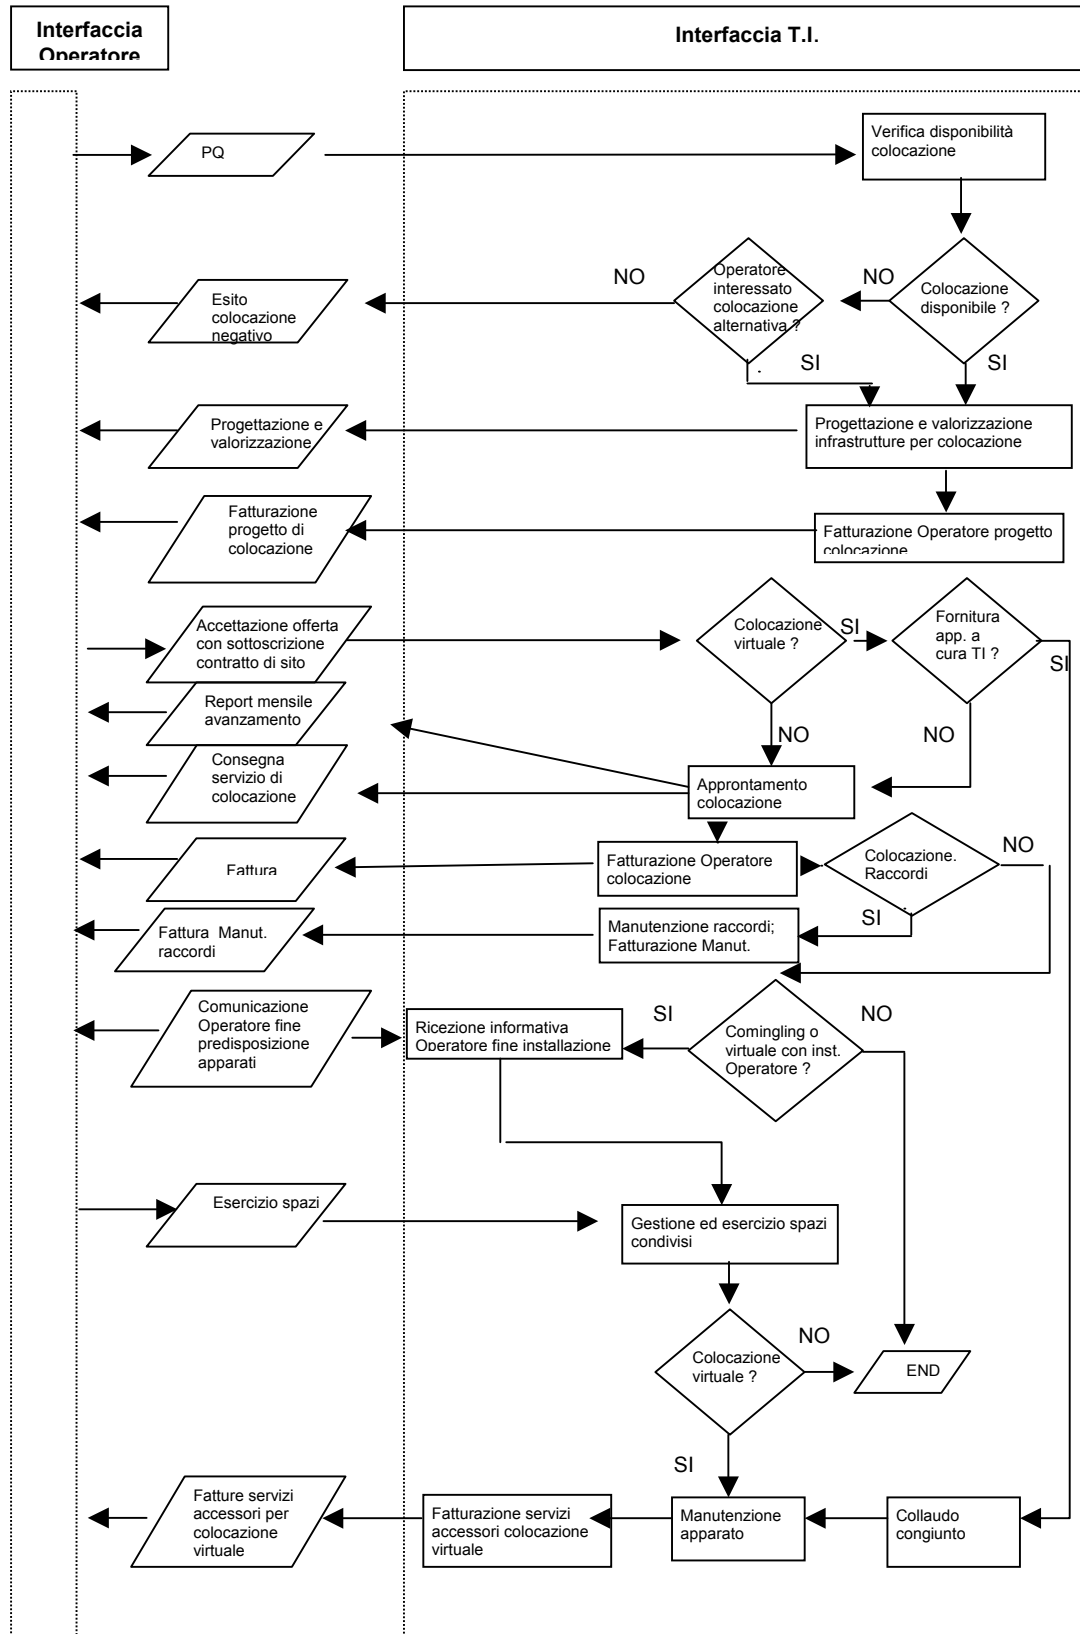 Interfaccia
Operatore
Interfaccia T.I.
PQ
Verifica disponibilità
colocazione
Esito
colocazione
negativo
NO
Operatore
interessato
colocazione
alternativa ?
NO
Colocazione
disponibile ?
SI
SI
Progettazione e
valorizzazione
Progettazione e valorizzazione
infrastrutture per colocazione
Fatturazione
progetto di
colocazione
Fatturazione Operatore progetto
colocazione
Accettazione offerta
con sottoscrizione
contratto di sito
Colocazione
virtuale ?
SI
Fornitura
app. a
cura TI ?
SI
Report mensile
avanzamento
NO
NO
Consegna
servizio di
colocazione
Approntamento
colocazione
Fattura
Fatturazione Operatore
colocazione
Colocazione.
Raccordi
NO
SI
Fattura Manut.
raccordi
Manutenzione raccordi;
Fatturazione Manut.
Comunicazione
Operatore fine
predisposizione
apparati
Ricezione informativa
Operatore fine installazione
SI
Comingling o
virtuale con inst.
Operatore ?
NO
Esercizio spazi
Gestione ed esercizio spazi
condivisi
Colocazione
virtuale ?
NO
END
SI
Fatture servizi
accessori per
colocazione
virtuale
Fatturazione servizi
accessori colocazione
virtuale
Manutenzione
apparato
Collaudo
congiunto